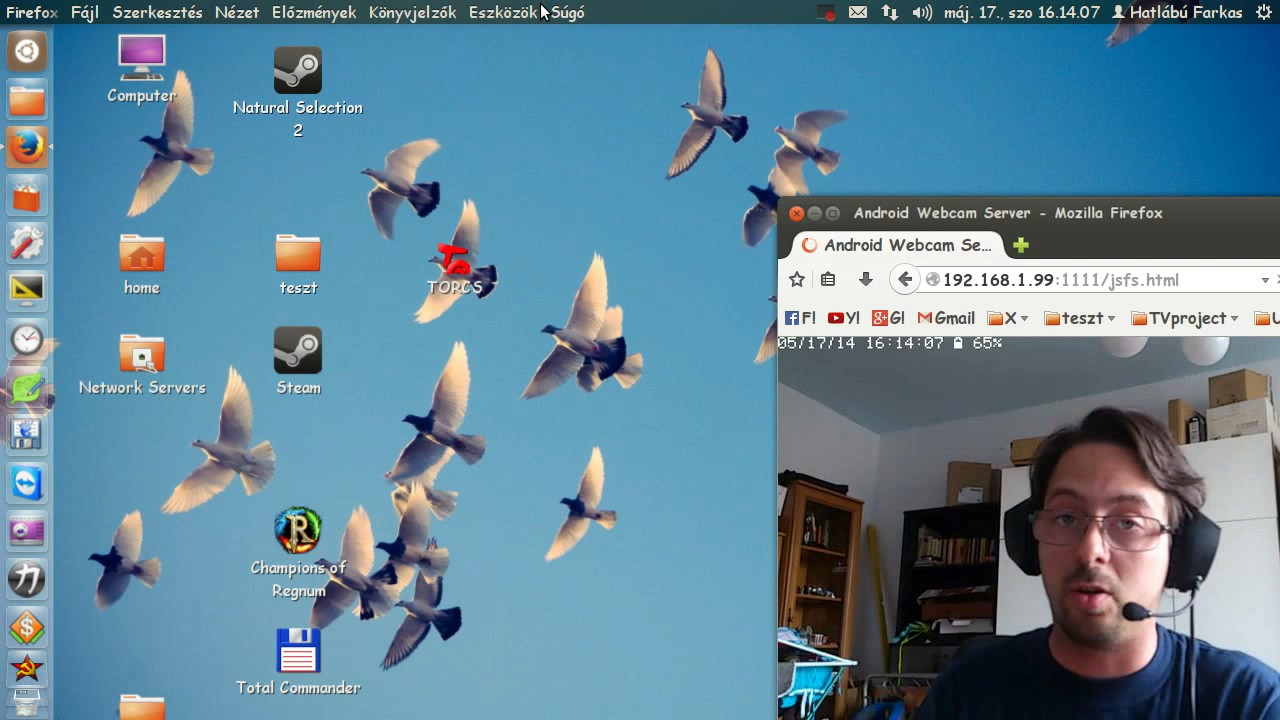 Firefox Fájl Szerkesztés Nézet Előzmények Könyvjelzők Eszközök Súgó máj. 17., szo 16.14.07 Hatlábú Farkas
Computer
Natural Selection
2
home
teszt
TORCS
Network Servers
Steam
Champions of
Regnum
Total Commander
Android Webcam Server - Mozilla Firefox
Android Webcam Se...
192.168.1.99:1111/jsfs.html
F! Y! G! Gmail X teszt TVproject U
05/17/14 16:14:07 65%